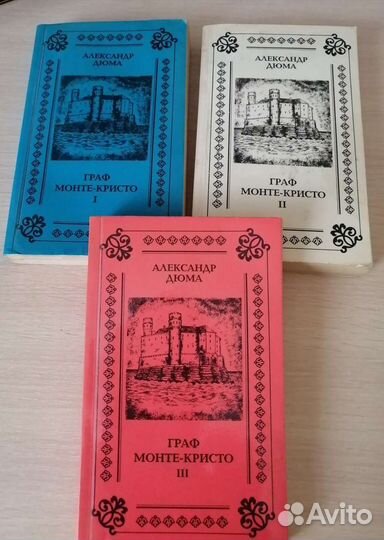 АЛЕКСАНДР
ДЮМА
ГРАФ
МОНТЕ-КРИСТО
I
АЛЕКСАНДР
ДЮМА
ГРАФ
МОНТЕ-КРИСТО
II
АЛЕКСАНДР
ДЮМА
ГРАФ
МОНТЕ-КРИСТО
III
Avito